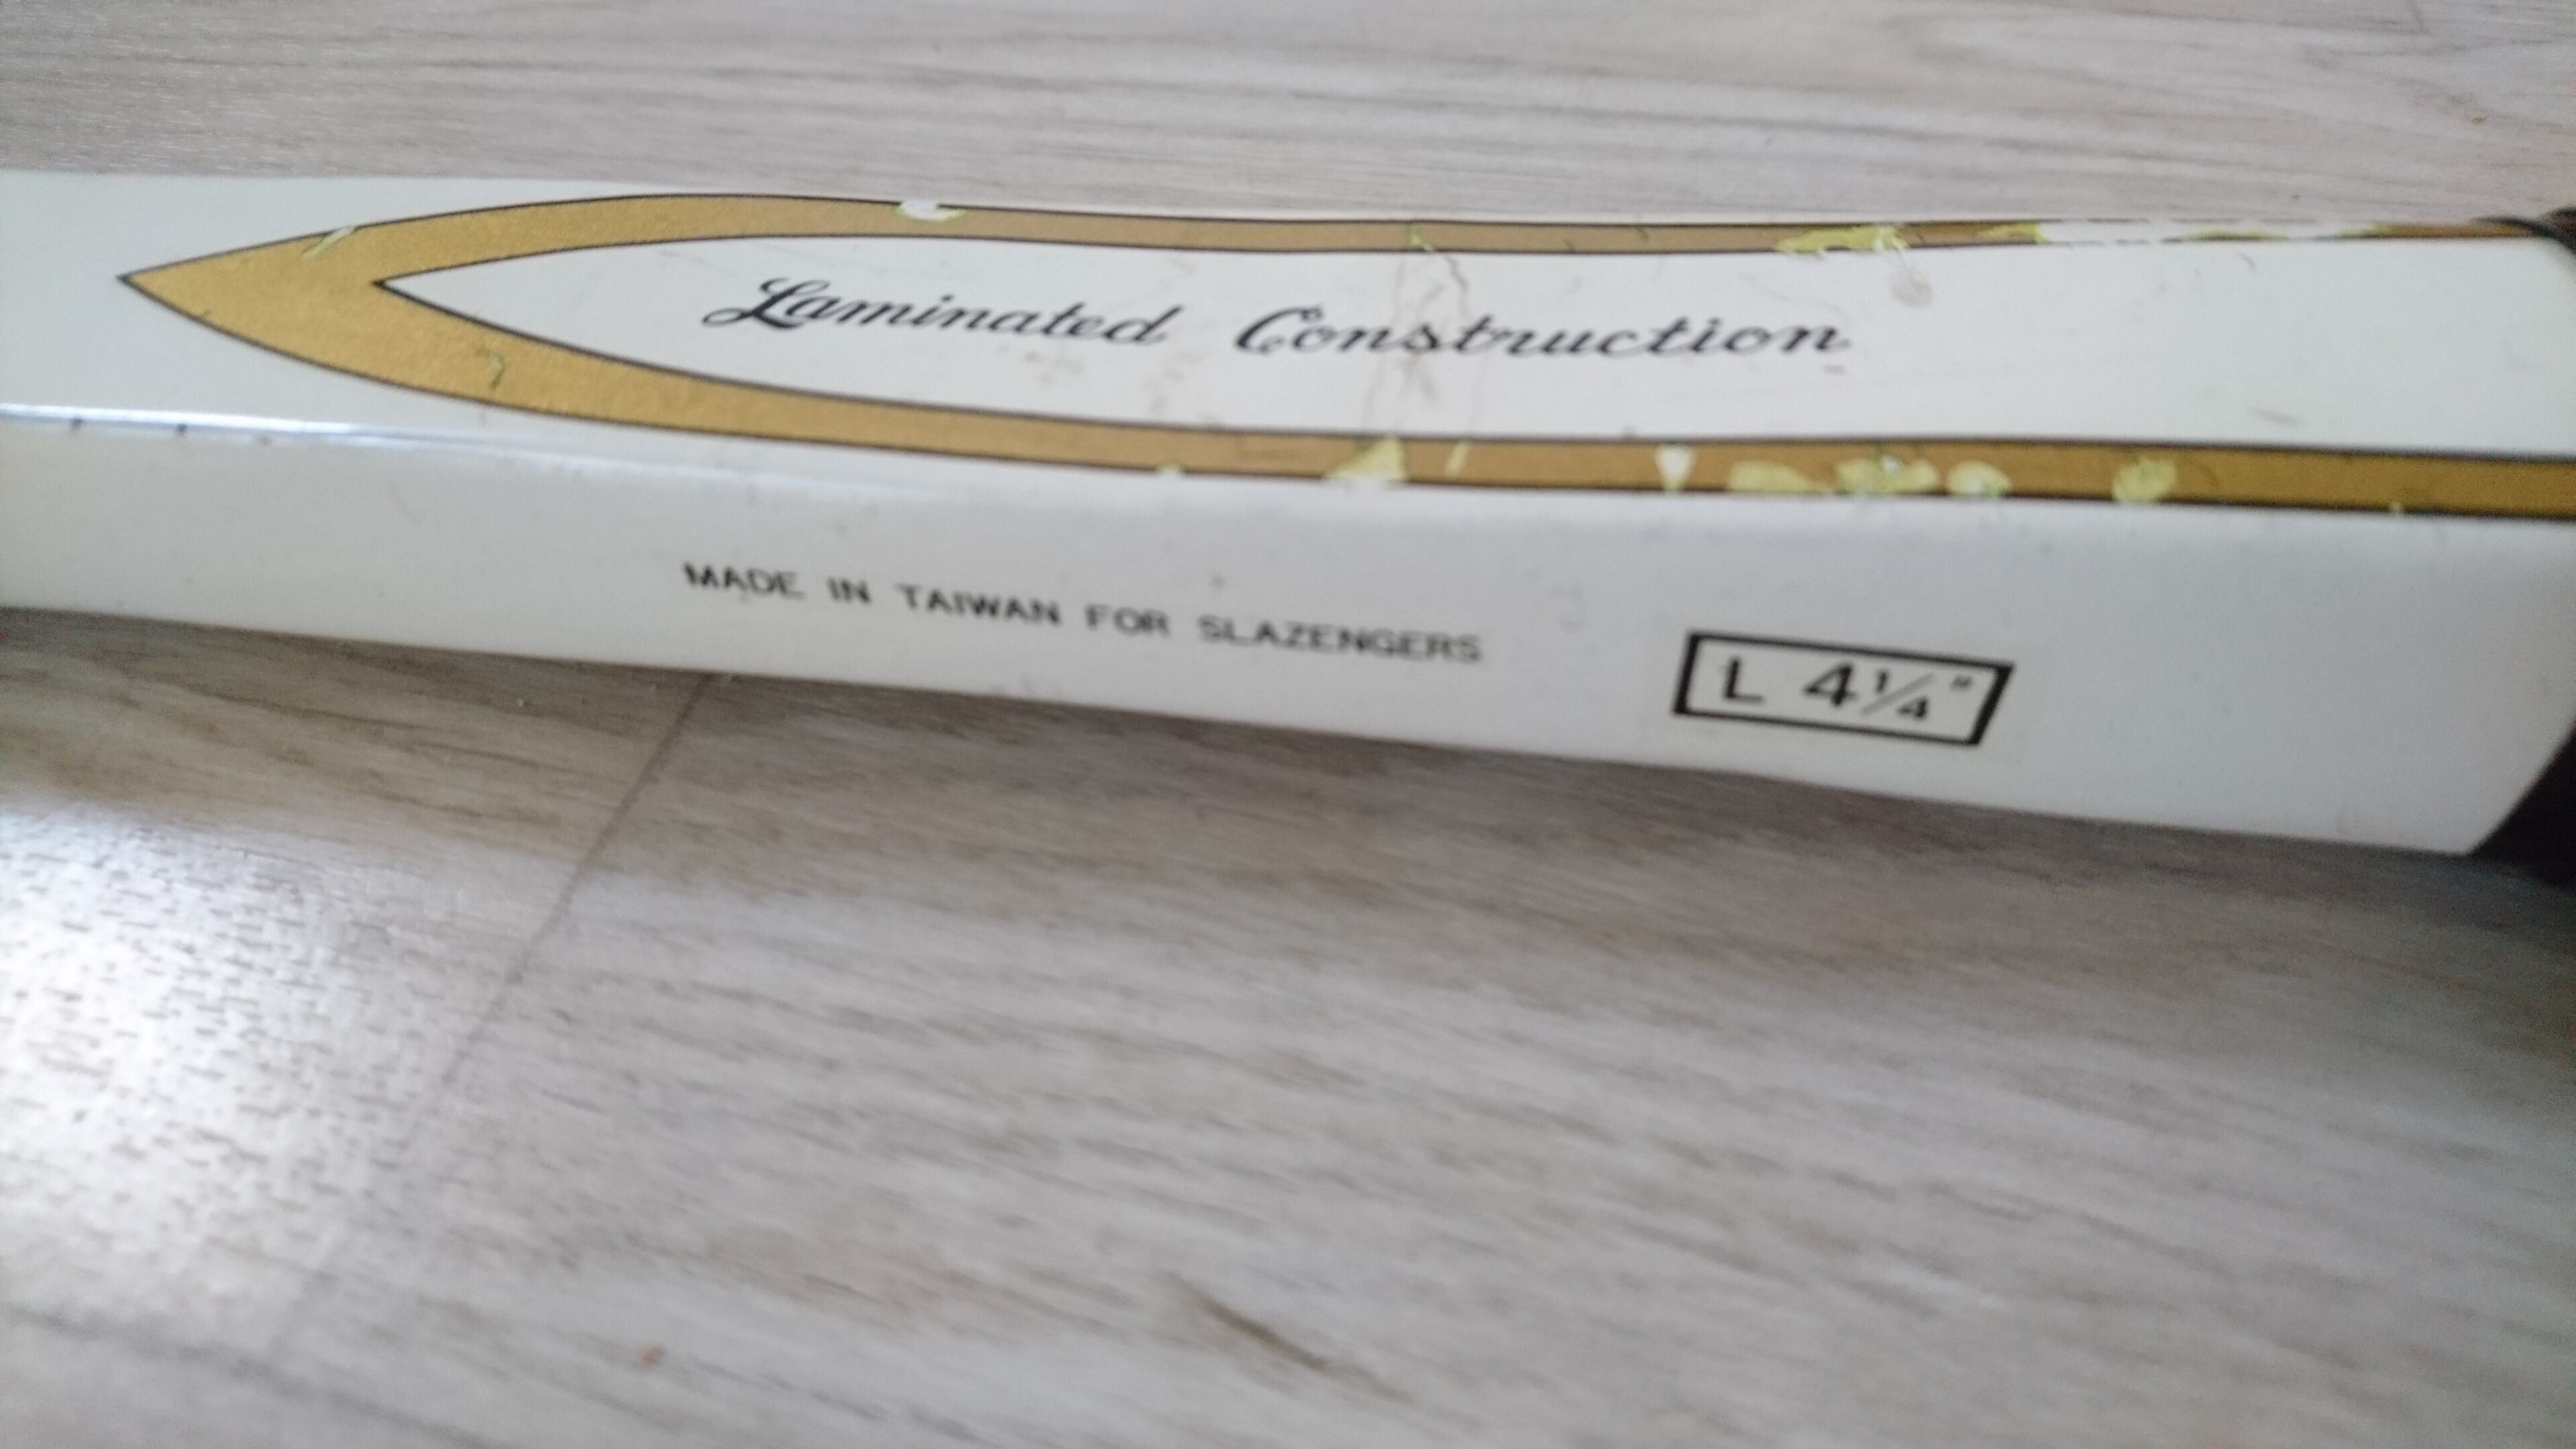 Laminated Construction
MADE IN TAIWAN FOR SLAZENGERS
L 4¼"